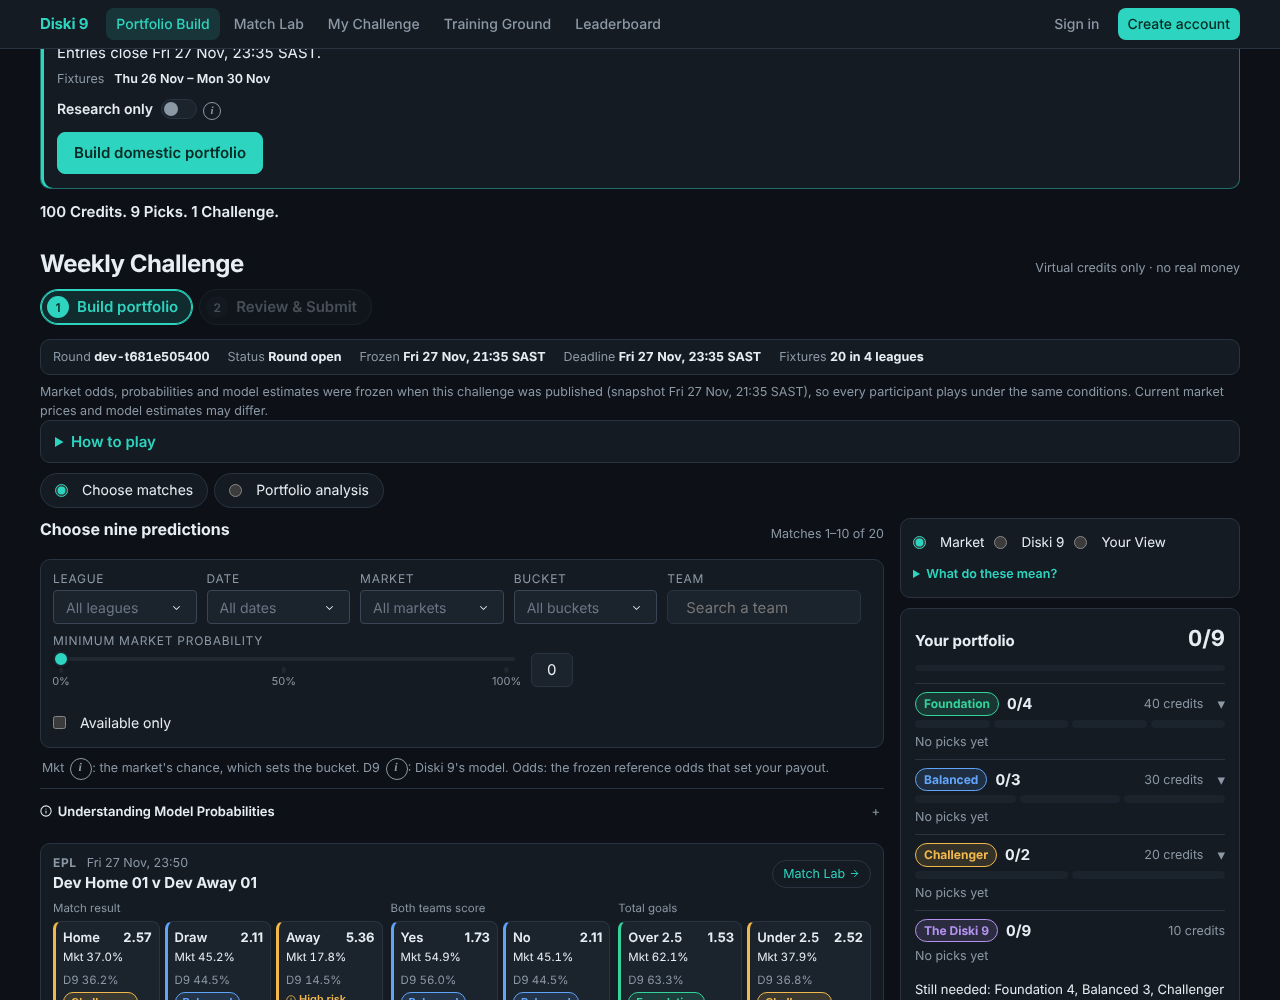 Diski 9 Portfolio Build Match Lab My Challenge Training Ground Leaderboard Sign in Create account
Entries close Fri 27 Nov, 23:35 SAST.
Fixtures Thu 26 Nov – Mon 30 Nov
Research only i
Build domestic portfolio
100 Credits. 9 Picks. 1 Challenge.
Weekly Challenge
Virtual credits only · no real money
1 Build portfolio 2 Review & Submit
Round dev-t681e505400 Status Round open Frozen Fri 27 Nov, 21:35 SAST Deadline Fri 27 Nov, 23:35 SAST Fixtures 20 in 4 leagues
Market odds, probabilities and model estimates were frozen when this challenge was published (snapshot Fri 27 Nov, 21:35 SAST), so every participant plays under the same conditions. Current market
prices and model estimates may differ.
▶ How to play
Choose matches Portfolio analysis
Choose nine predictions
Matches 1–10 of 20
LEAGUE DATE MARKET BUCKET TEAM
All leagues All dates All markets All buckets Search a team
MINIMUM MARKET PROBABILITY
0
0% 50% 100%
Available only
Mkt i: the market's chance, which sets the bucket. D9 i: Diski 9's model. Odds: the frozen reference odds that set your payout.
Understanding Model Probabilities +
EPL Fri 27 Nov, 23:50
Dev Home 01 v Dev Away 01
Match Lab →
Match result Both teams score Total goals
Home 2.57 Draw 2.11 Away 5.36 Yes 1.73 No 2.11 Over 2.5 1.53 Under 2.5 2.52
Mkt 37.0% Mkt 45.2% Mkt 17.8% Mkt 54.9% Mkt 45.1% Mkt 62.1% Mkt 37.9%
D9 36.2% D9 44.5% D9 14.5% D9 56.0% D9 44.5% D9 63.3% D9 36.8%
High risk
Market Diski 9 Your View
▶ What do these mean?
Your portfolio 0/9
Foundation 0/4 40 credits ▼
No picks yet
Balanced 0/3 30 credits ▼
No picks yet
Challenger 0/2 20 credits ▼
No picks yet
The Diski 9 0/9 10 credits
No picks yet
Still needed: Foundation 4, Balanced 3, Challenger